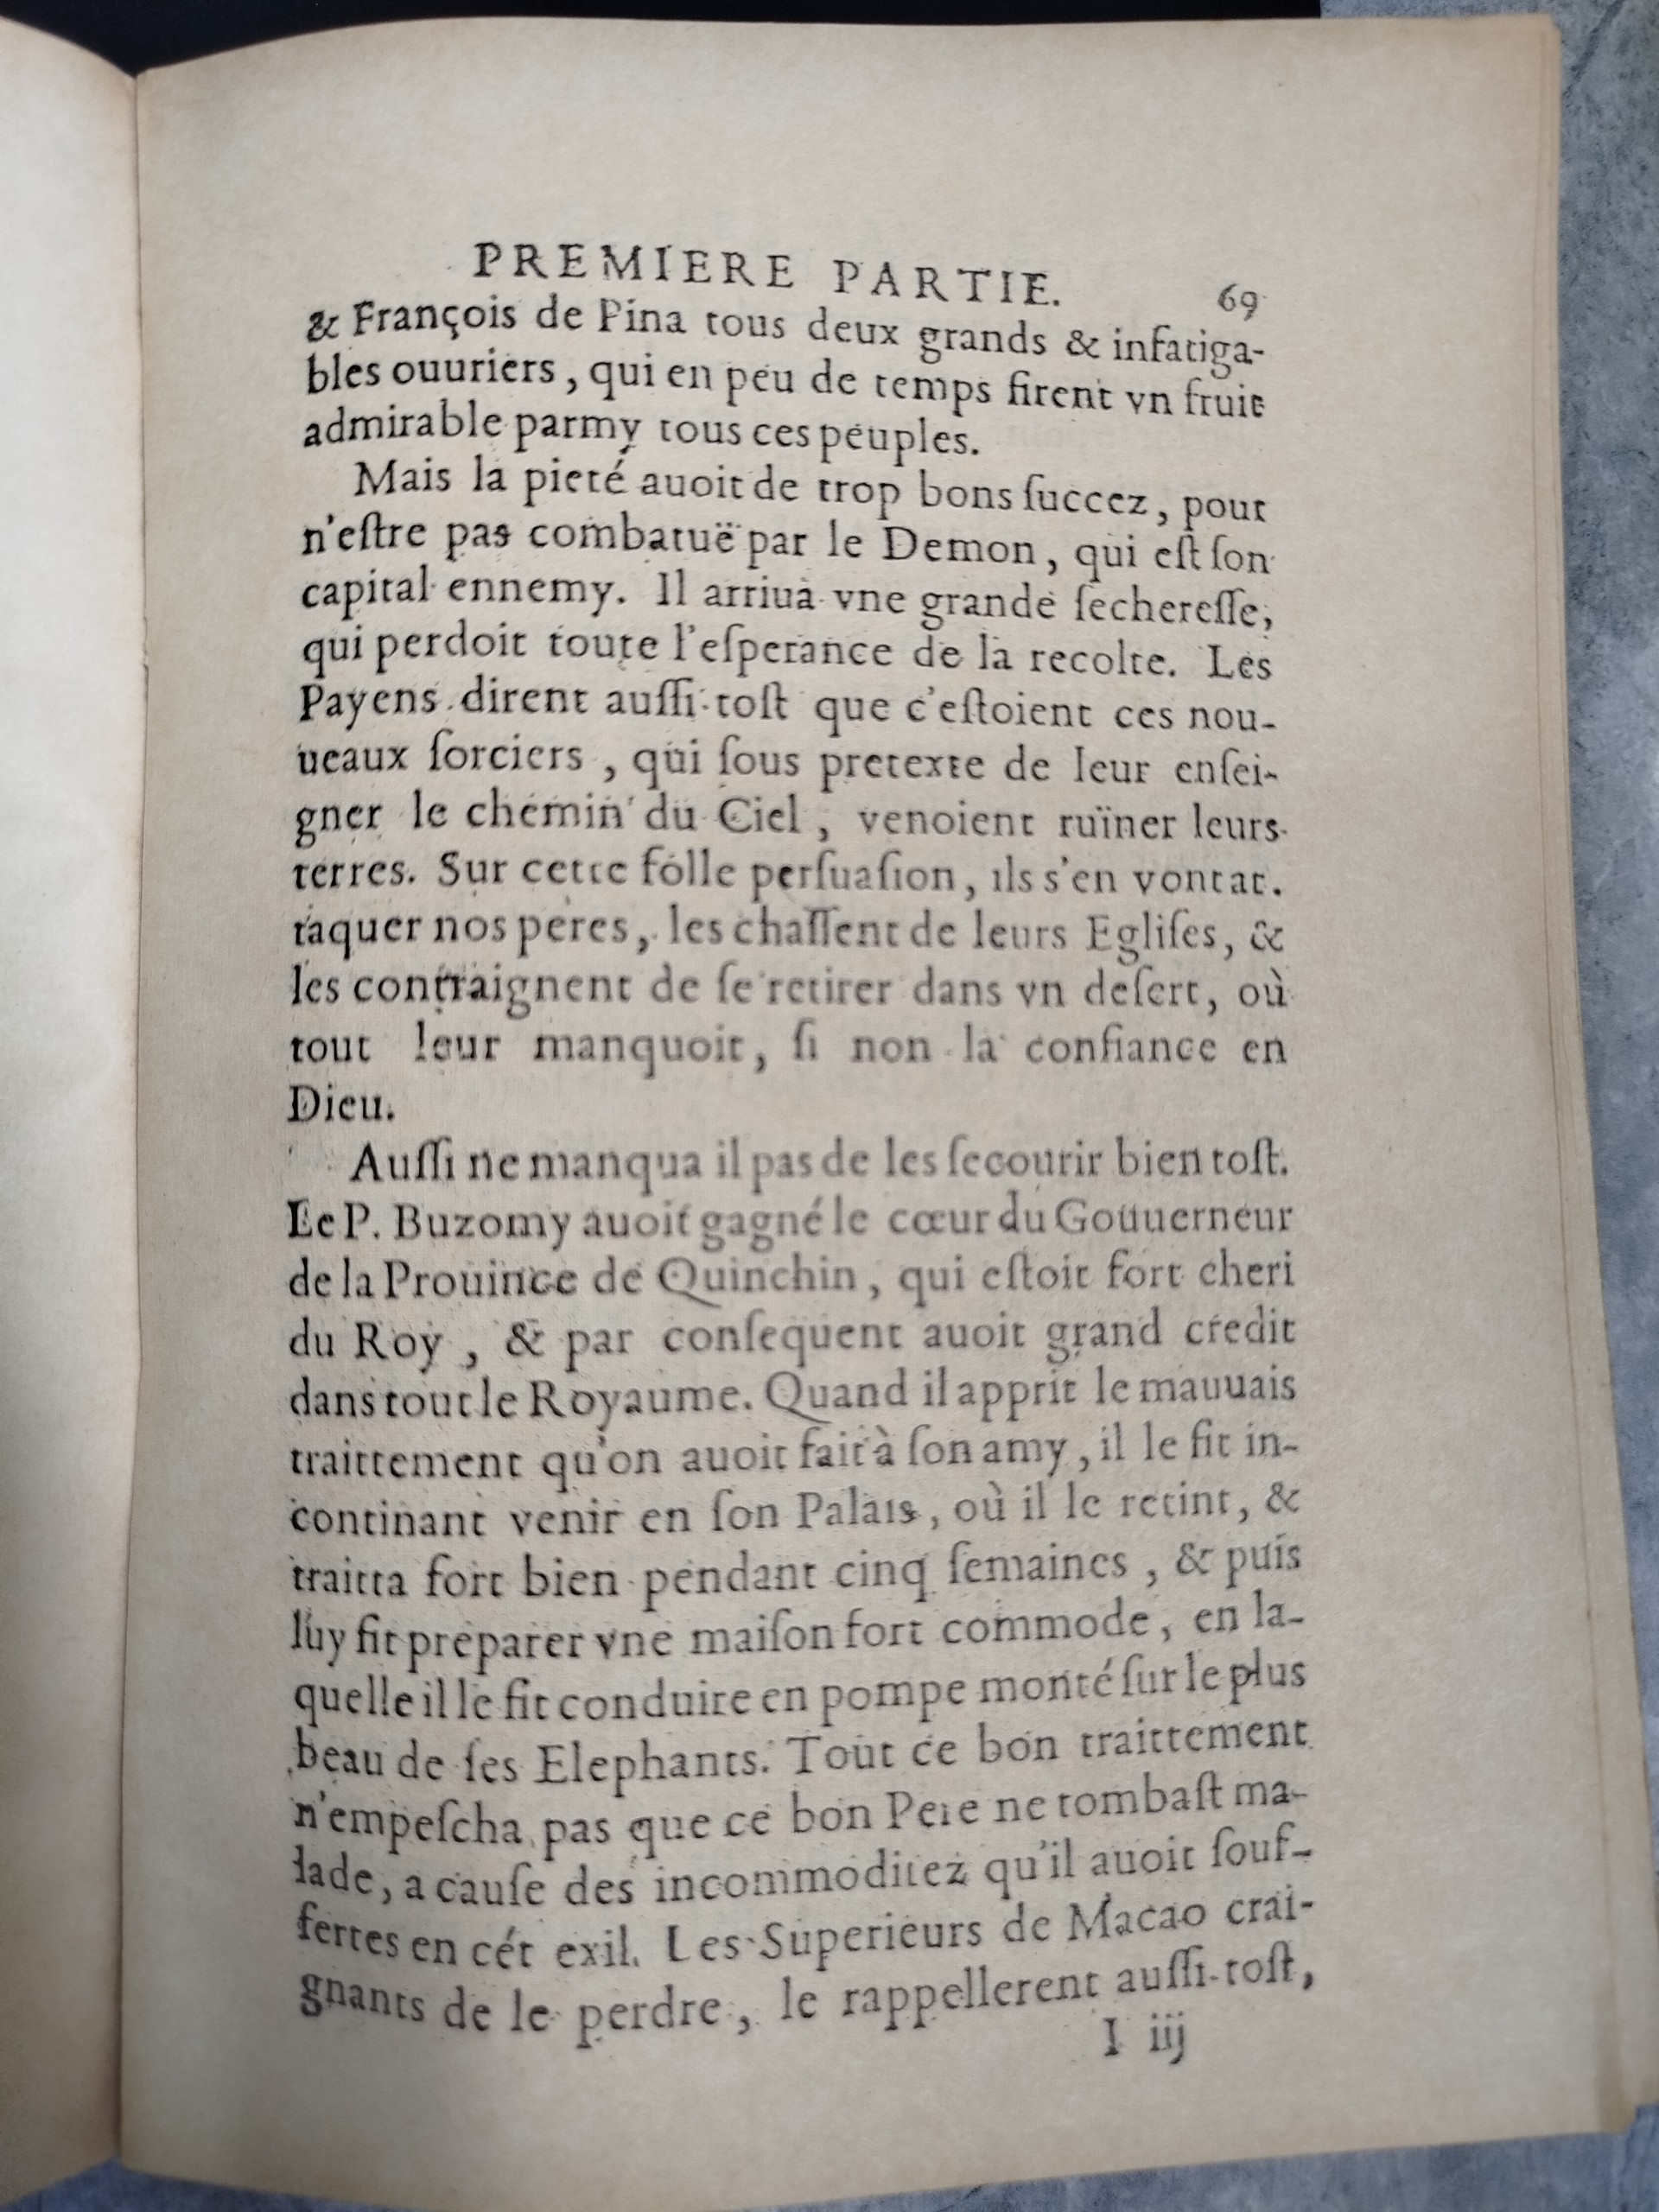 PREMIERE PARTIE. 69
& François de Pina tous deux grands & infatiga-
bles ouuriers, qui en peu de temps firent vn fruit
admirable parmy tous ces peuples.
Mais la pieté auoit de trop bons ſuccez, pour
n'eſtre pas combatuë par le Demon, qui eſt ſon
capital ennemy. Il arriua vne grande ſechereſſe,
qui perdoit toute l'eſperance de la recolte. Les
Payens dirent auſſi-toſt que c'eſtoient ces nou-
ueaux ſorciers, qui ſous pretexte de leur enſei-
gner le chemin du Ciel, venoient ruïner leurs
terres. Sur cette folle perſuaſion, ils s'en vont at-
taquer nos peres, les chaſſent de leurs Egliſes, &
les contraignent de ſe retirer dans vn deſert, où
tout leur manquoit, ſi non la confiance en
Dieu.
Auſſi ne manqua il pas de les ſecourir bien toſt.
Le P. Buzomy auoit gagné le cœur du Gouuerneur
de la Prouince de Quinchin, qui eſtoit fort cheri
du Roy, & par conſequent auoit grand credit
dans tout le Royaume. Quand il apprit le mauuais
traittement qu'on auoit fait à ſon amy, il le fit in-
continant venir en ſon Palais, où il le retint, &
traitta fort bien pendant cinq ſemaines, & puis
luy fit preparer vne maiſon fort commode, en la-
quelle il le fit conduire en pompe monté ſur le plus
beau de ſes Elephants. Tout ce bon traittement
n'empeſcha pas que ce bon Pere ne tombaſt ma-
lade, a cauſe des incommoditez qu'il auoit ſouf-
fertes en cét exil. Les Superieurs de Macao crai-
gnants de le perdre, le rappellerent auſſi-toſt,
I iij